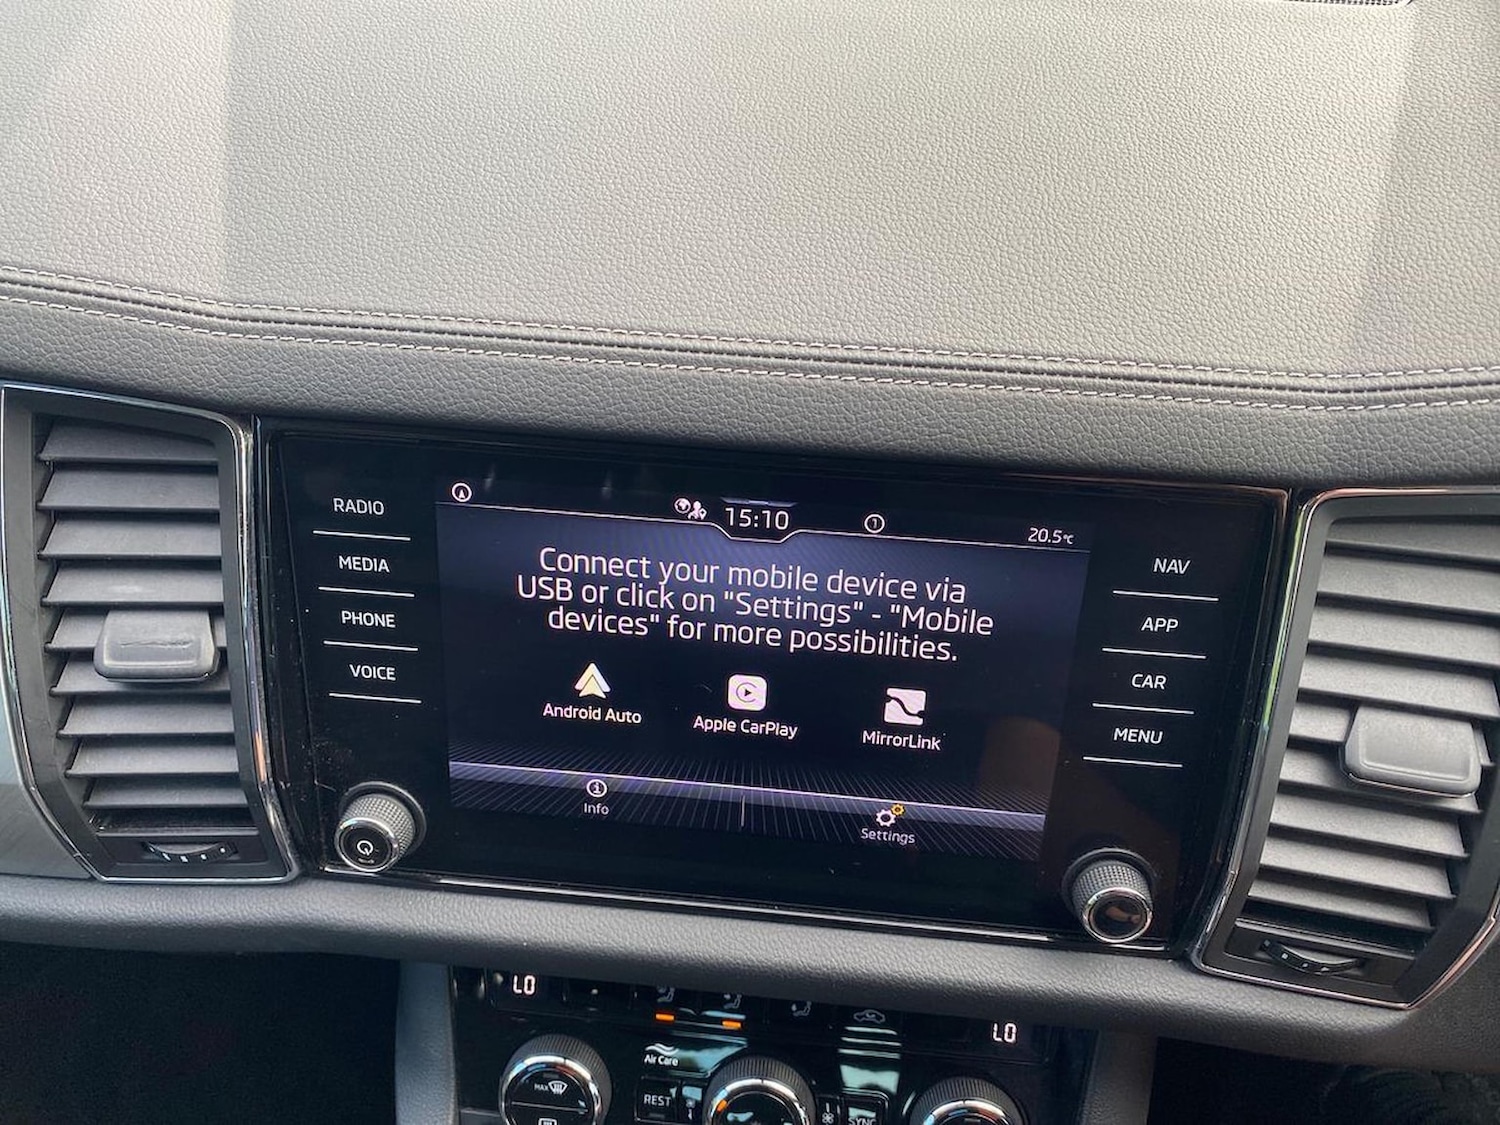 RADIO
MEDIA
PHONE
VOICE
15:10
1
20.5°C
Connect your mobile device via
USB or click on "Settings" - "Mobile
devices" for more possibilities.
Android Auto
Apple CarPlay
MirrorLink
Info
Settings
NAV
APP
CAR
MENU
LO
LO
Air Care
MAX
REST
SYNC